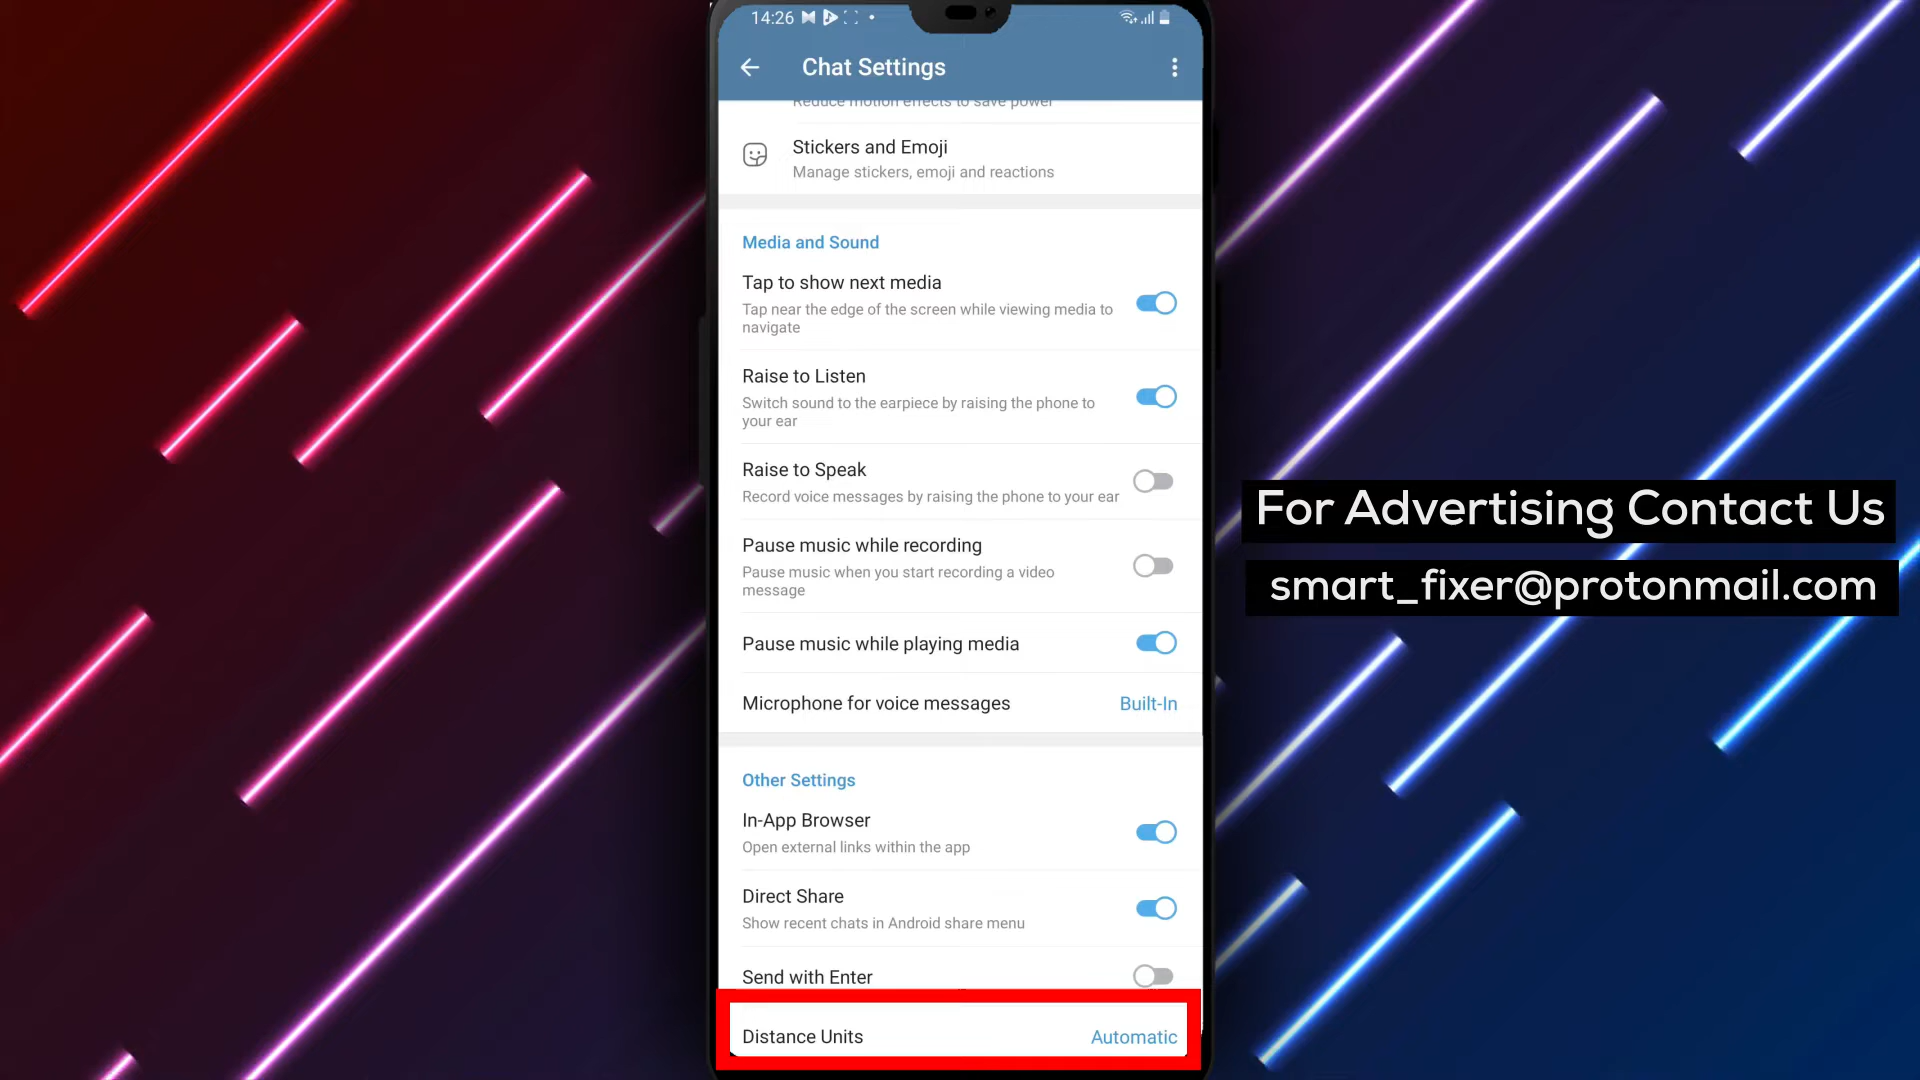 14:26
Chat Settings
Reduce motion effects to save power
Stickers and Emoji
Manage stickers, emoji and reactions
Media and Sound
Tap to show next media
Tap near the edge of the screen while viewing media to
navigate
Raise to Listen
Switch sound to the earpiece by raising the phone to
your ear
Raise to Speak
Record voice messages by raising the phone to your ear
Pause music while recording
Pause music when you start recording a video
message
Pause music while playing media
Microphone for voice messages Built-In
Other Settings
In-App Browser
Open external links within the app
Direct Share
Show recent chats in Android share menu
Send with Enter
Distance Units Automatic
For Advertising Contact Us
smart_fixer@protonmail.com